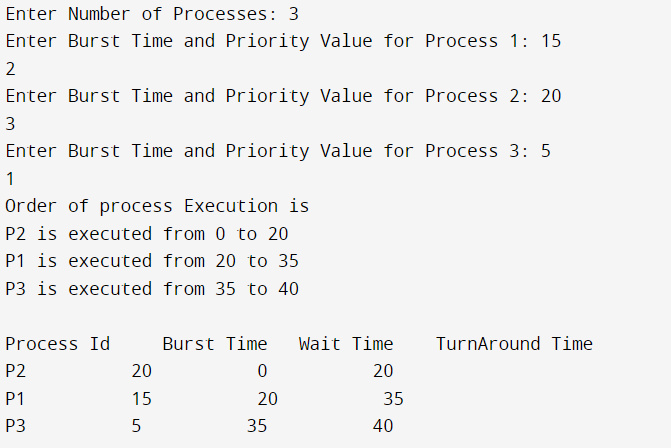 Enter Number of Processes: 3
Enter Burst Time and Priority Value for Process 1: 15
2
Enter Burst Time and Priority Value for Process 2: 20
3
Enter Burst Time and Priority Value for Process 3: 5
1
Order of process Execution is
P2 is executed from 0 to 20
P1 is executed from 20 to 35
P3 is executed from 35 to 40
Process Id     Burst Time   Wait Time    TurnAround Time
P2          20          0          20
P1          15          20          35
P3          5          35          40